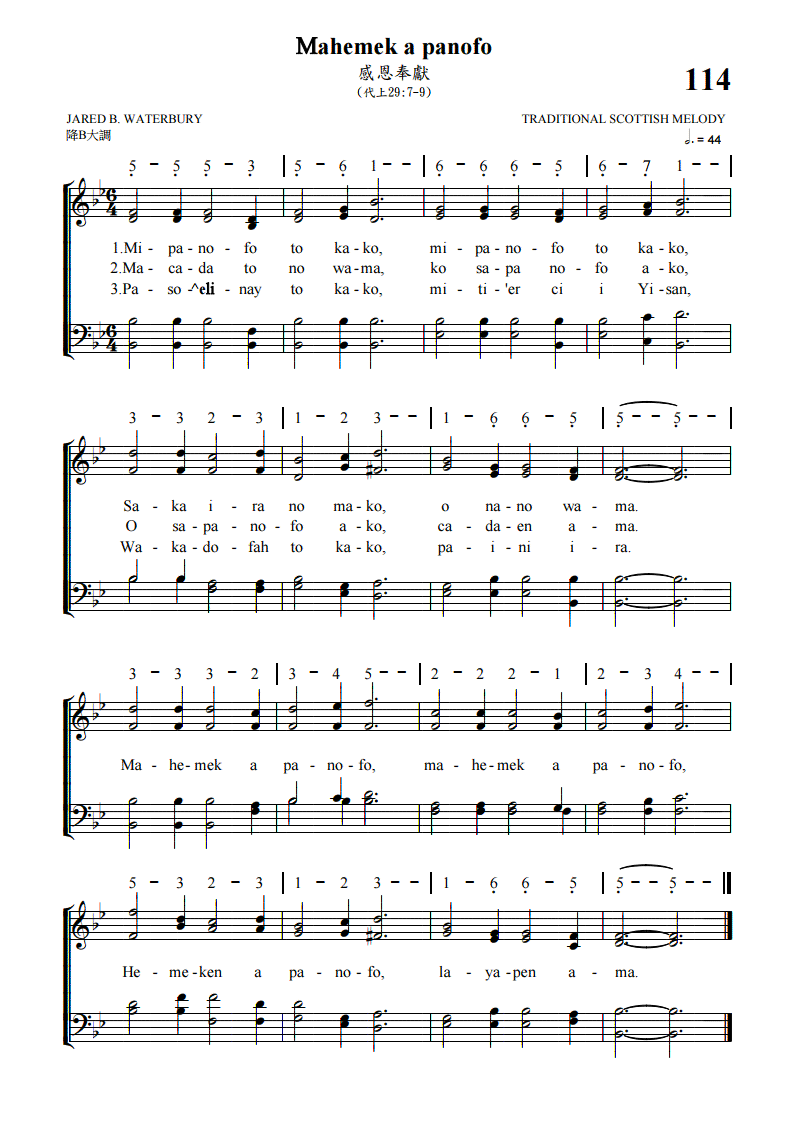 Mahemek a panofo
感恩奉獻
(代上29:7-9)
114
JARED B. WATERBURY
TRADITIONAL SCOTTISH MELODY
降B大調
𝅗𝅥. = 44
5 - 5 5 - 3 | 5 - 6 1 - - | 6 - 6 6 - 5 | 6 - 7 1 - -
1.Mi - pa - no - fo to ka - ko, mi - pa - no - fo to ka - ko,
2.Ma - ca - da to no wa - ma, ko sa - pa no - fo a - ko,
3.Pa - so -^eli - nay to ka - ko, mi - ti - 'er ci i Yi - san,
3 - 3 2 - 3 | 1 - 2 3 - - | 1 - 6 6 - 5 | 5 - - 5 - - |
Sa - ka - i - ra no ma - ko, o na - no wa - ma.
O sa - pa - no - fo a - ko, ca - da - en a - ma.
Wa - ka - do - fah to ka - ko, pa - i - ni i - ra.
3 - 3 3 - 2 | 3 - 4 5 - - | 2 - 2 2 - 1 | 2 - 3 4 - - |
Ma - he - mek a pa - no - fo, ma - he - mek a pa - no - fo,
5 - 3 2 - 3 | 1 - 2 3 - - | 1 - 6 6 - 5 | 5 - - 5 - - ||
He - me - ken a pa - no - fo, la - ya - pen a - ma.